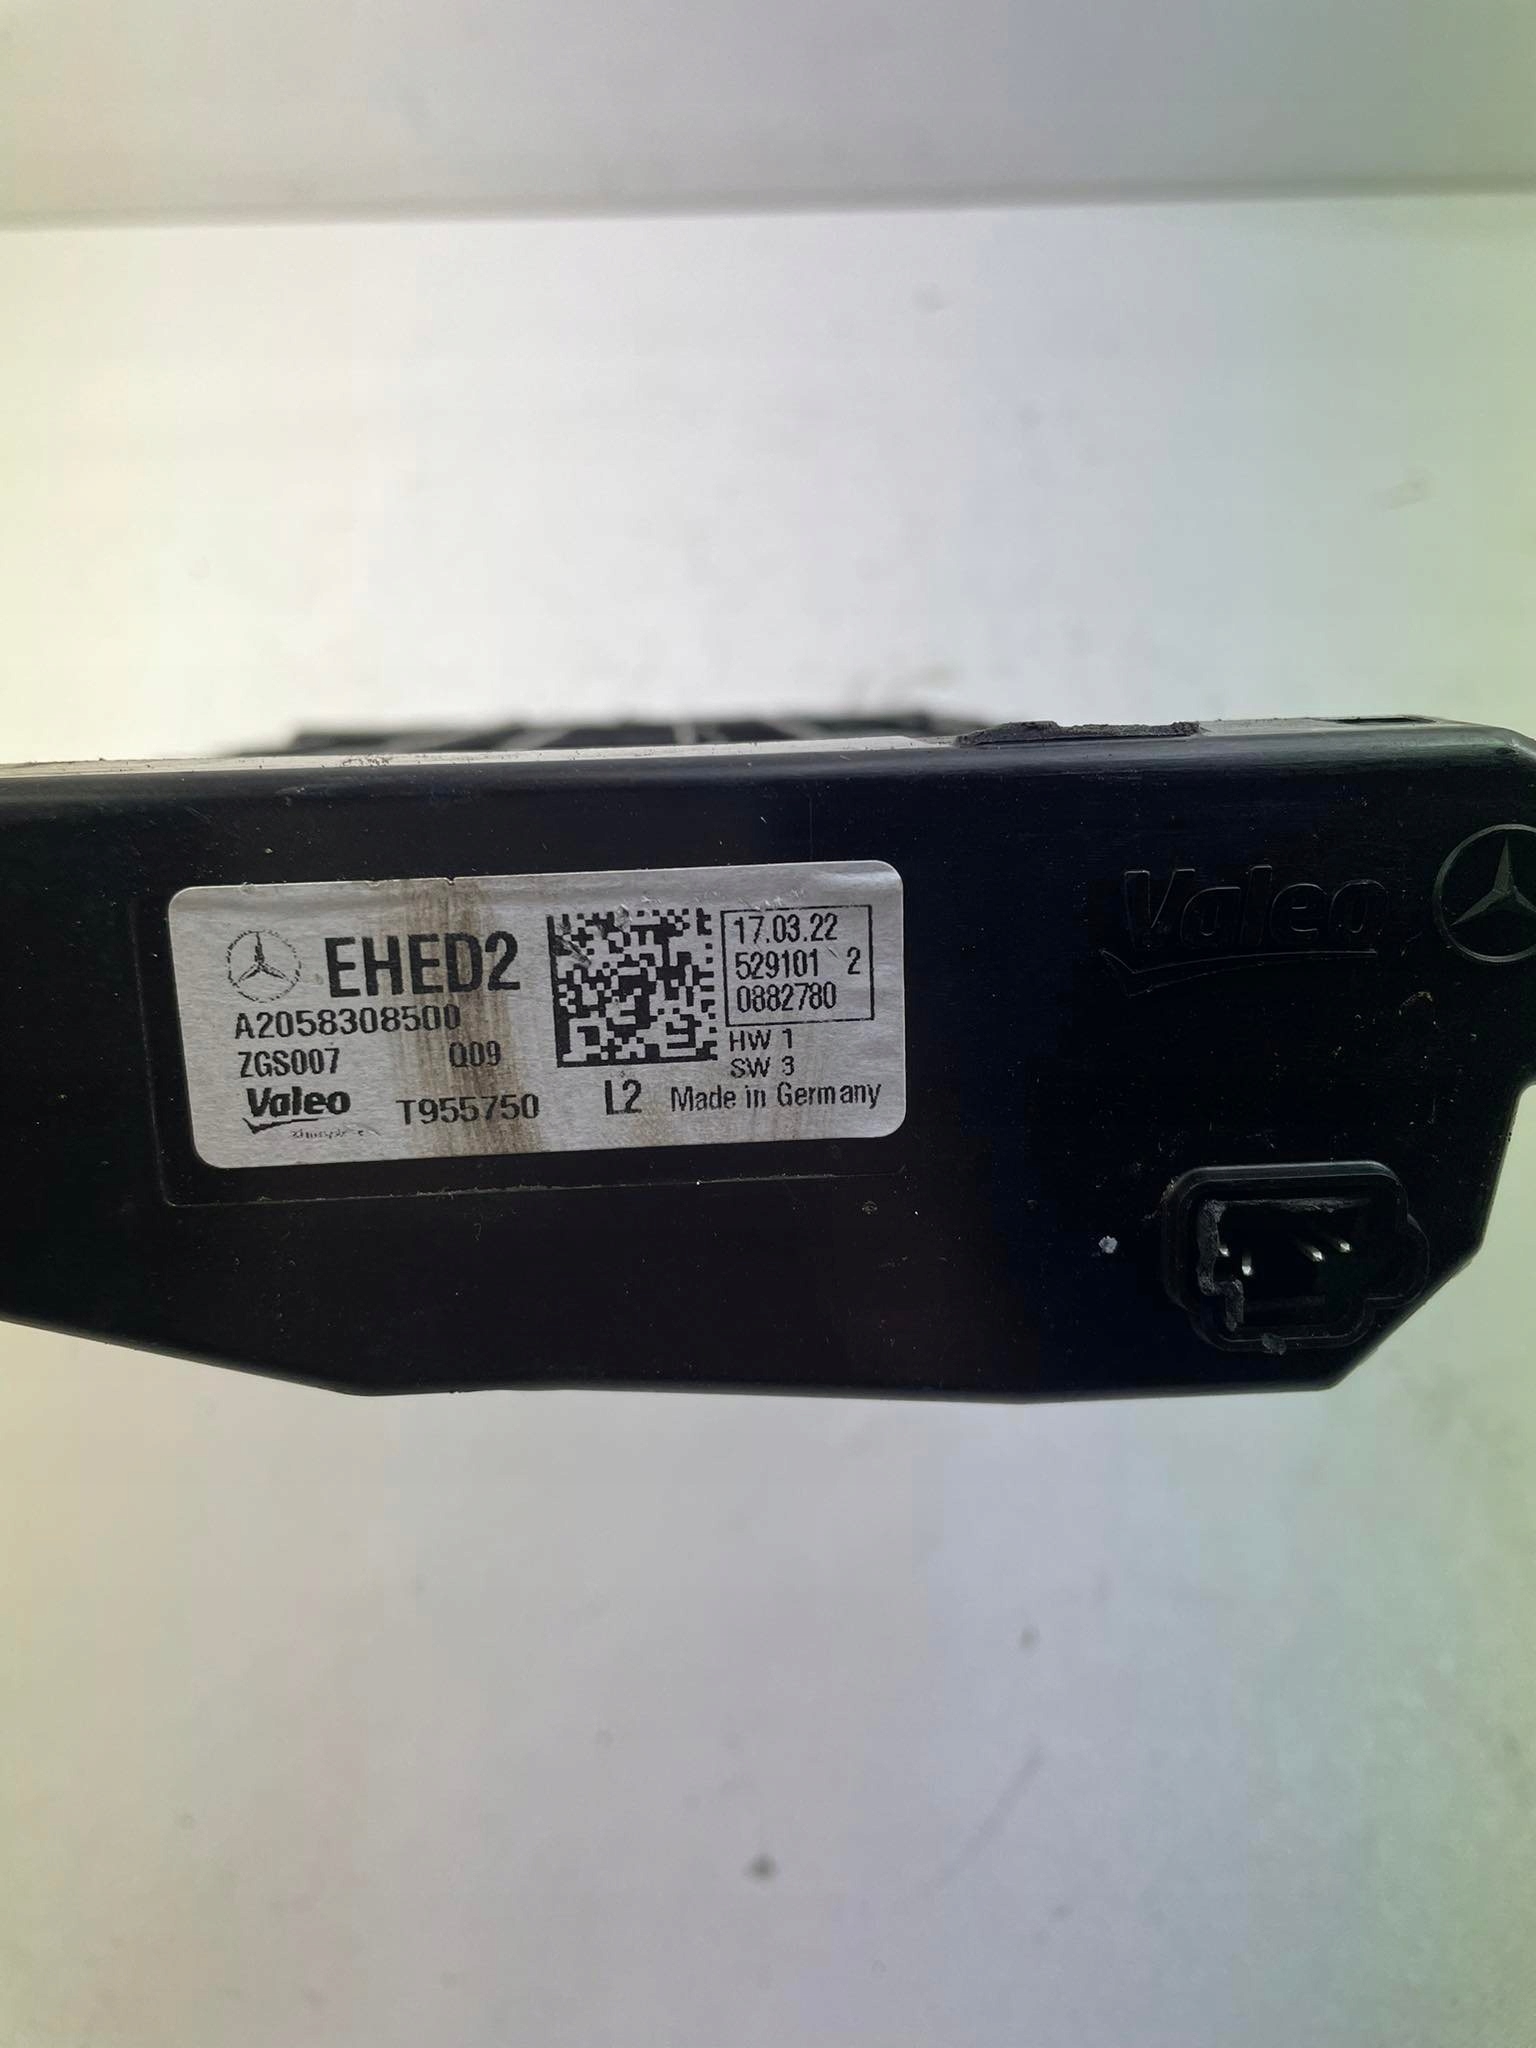 EHED2
A2058308500
ZGS007 Q09
Valeo T955750
17.03.22
529101 2
0882780
HW 1
SW 3
L2 Made in Germany
Valeo